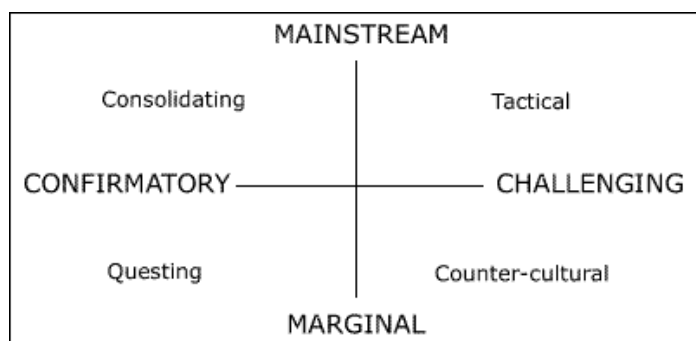 MAINSTREAM
Consolidating Tactical
CONFIRMATORY CHALLENGING
Questing Counter-cultural
MARGINAL